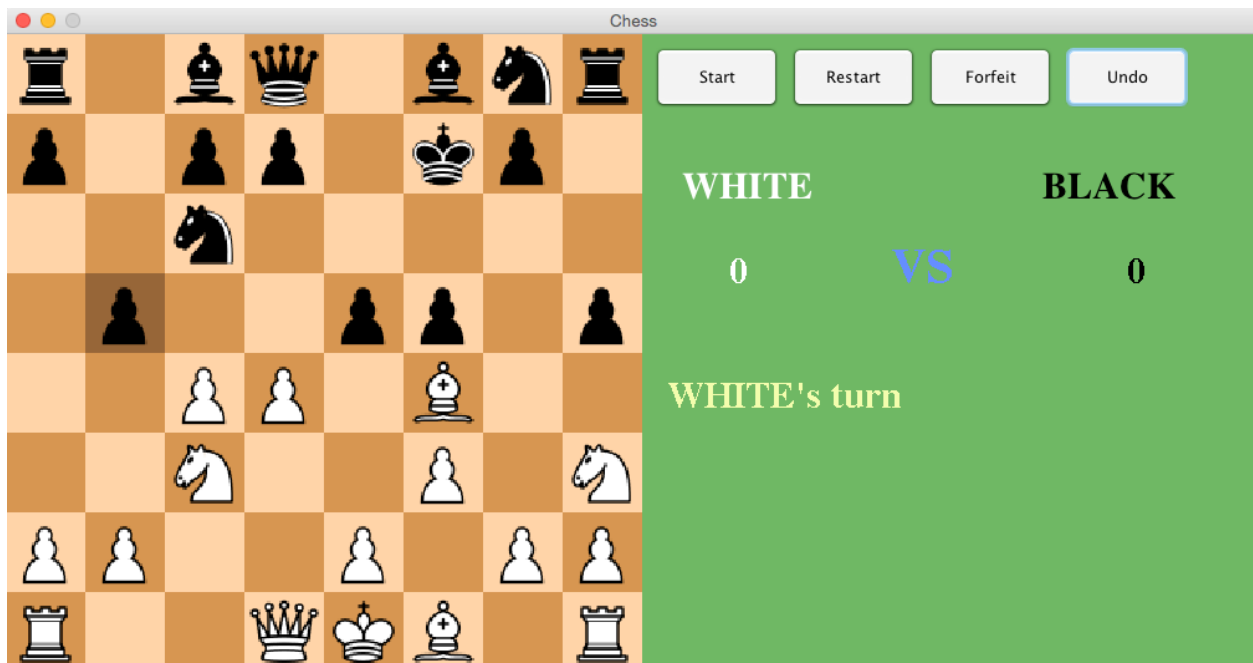 Chess
Start Restart Forfeit Undo
WHITE BLACK
0 VS 0
WHITE's turn